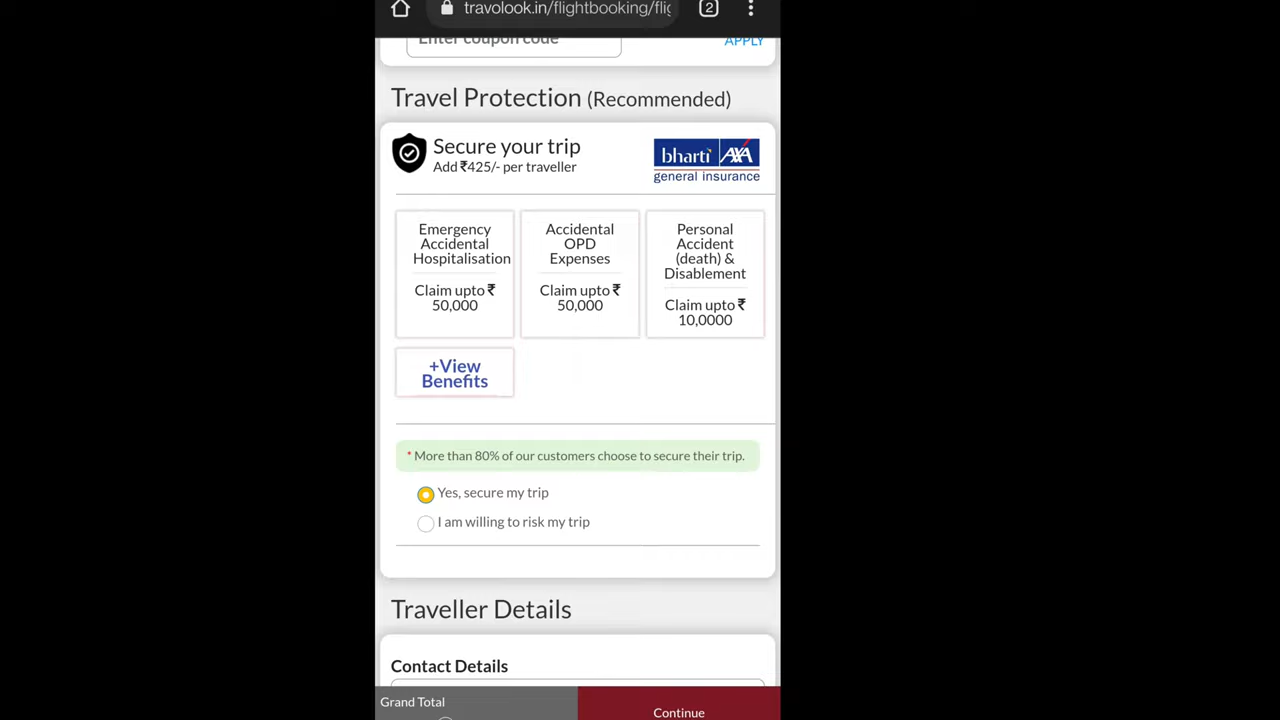 travolook.in/flightbooking/flig
2
Enter coupon code
APPLY
Travel Protection (Recommended)
Secure your trip
Add ₹425/- per traveller
bharti AXA
general insurance
Emergency
Accidental
Hospitalisation
Claim upto ₹
50,000
Accidental
OPD
Expenses
Claim upto ₹
50,000
Personal
Accident
(death) &
Disablement
Claim upto ₹
10,0000
+View
Benefits
* More than 80% of our customers choose to secure their trip.
Yes, secure my trip
I am willing to risk my trip
Traveller Details
Contact Details
Grand Total
Continue